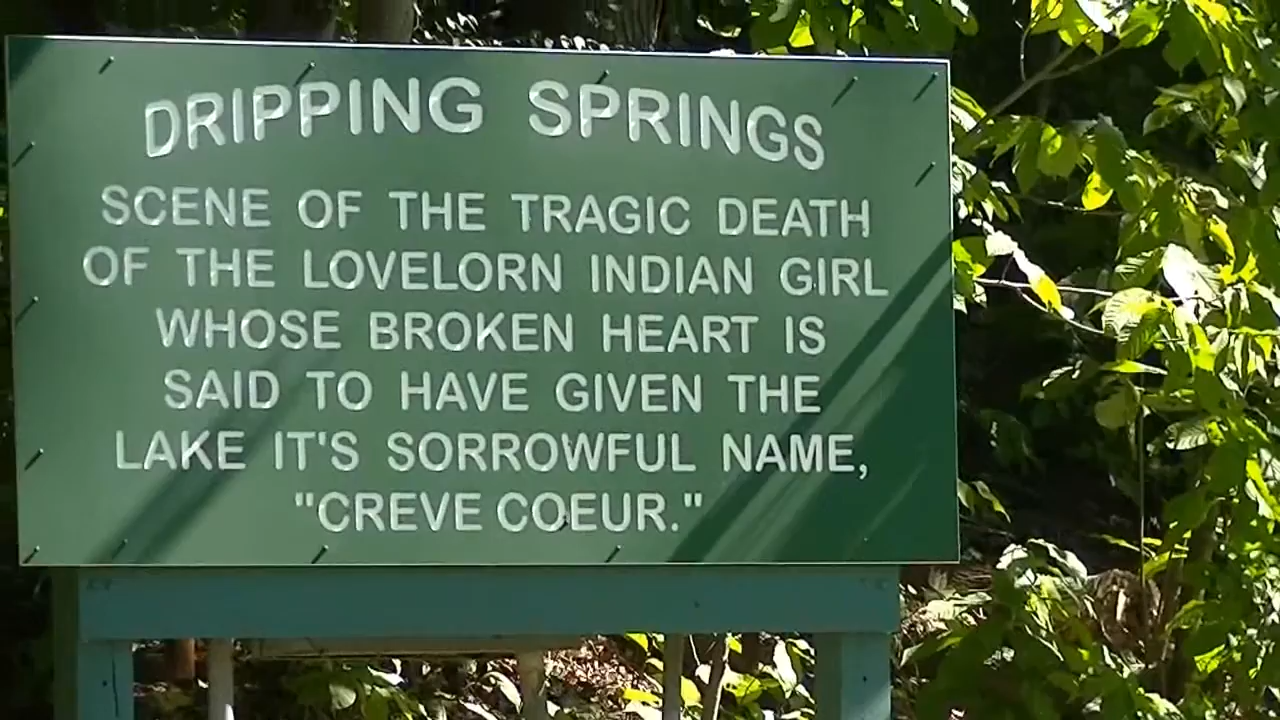 DRIPPING SPRINGS
SCENE OF THE TRAGIC DEATH
OF THE LOVELORN INDIAN GIRL
WHOSE BROKEN HEART IS
SAID TO HAVE GIVEN THE
LAKE IT'S SORROWFUL NAME,
"CREVE COEUR."